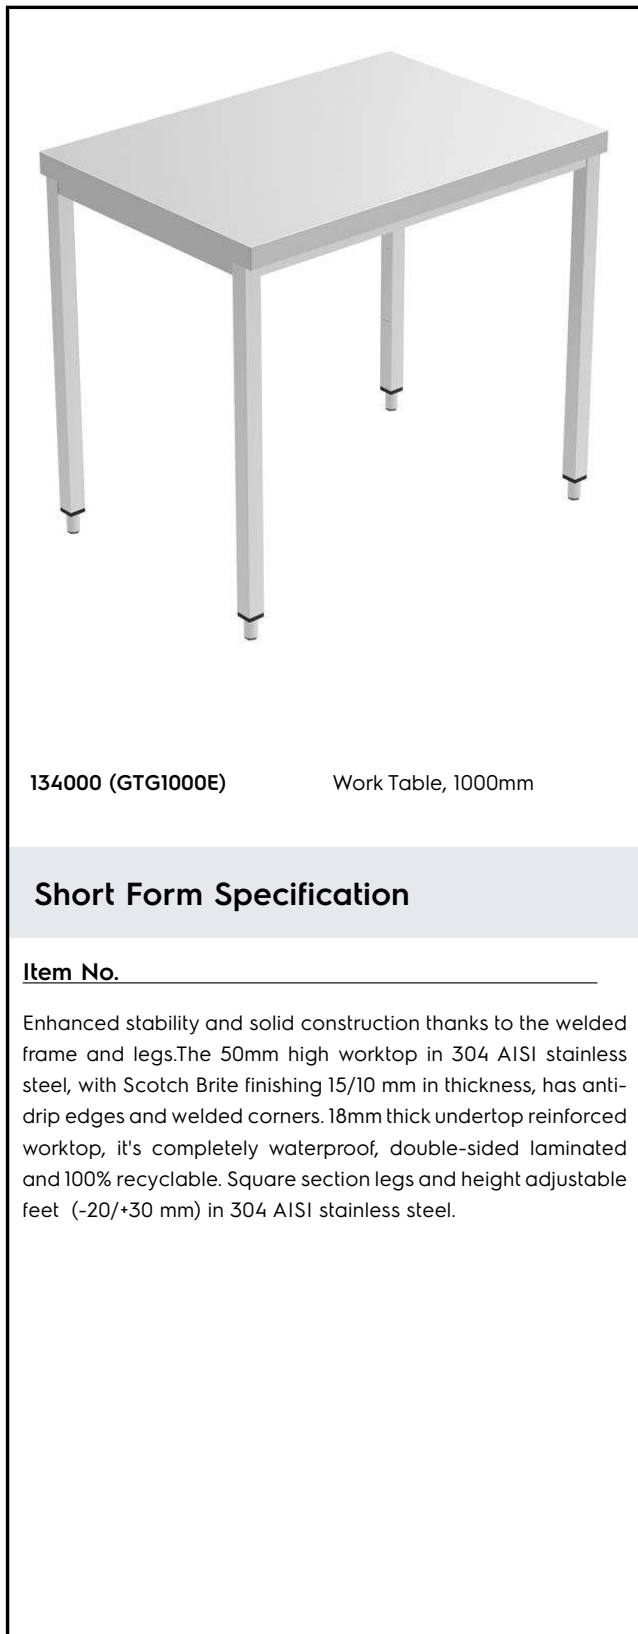 134000 (GTG1000E) Work Table, 1000mm
Short Form Specification
Item No.
Enhanced stability and solid construction thanks to the welded
frame and legs.The 50mm high worktop in 304 AISI stainless
steel, with Scotch Brite finishing 15/10 mm in thickness, has anti-
drip edges and welded corners. 18mm thick undertop reinforced
worktop, it's completely waterproof, double-sided laminated
and 100% recyclable. Square section legs and height adjustable
feet (-20/+30 mm) in 304 AISI stainless steel.